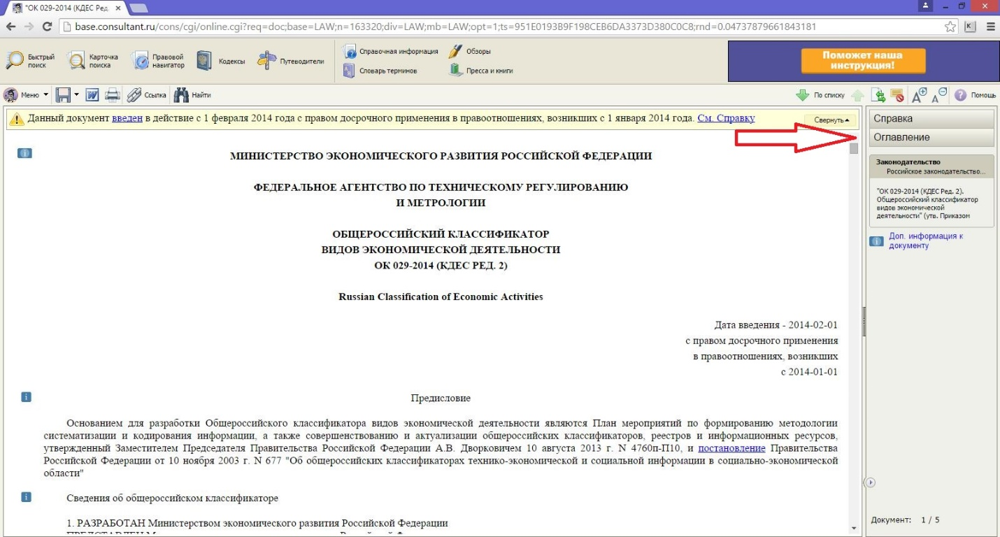 "ОК 029-2014 (КДЕС Ред.
base.consultant.ru/cons/cgi/online.cgi?req=doc;base=LAW;n=163320;div=LAW;mb=LAW;opt=1;ts=951E0193B9F198CEB6DA3373D380C0C8;rnd=0.04737879661843181
Быстрый поиск
Карточка поиска
Правовой навигатор
Кодексы
Путеводители
Справочная информация
Словарь терминов
Обзоры
Пресса и книги
Поможет наша
инструкция!
Меню
Ссылка
Найти
По списку
Помощь
Данный документ введен в действие с 1 февраля 2014 года с правом досрочного применения в правоотношениях, возникших с 1 января 2014 года. См. Справку
Свернуть
МИНИСТЕРСТВО ЭКОНОМИЧЕСКОГО РАЗВИТИЯ РОССИЙСКОЙ ФЕДЕРАЦИИ
ФЕДЕРАЛЬНОЕ АГЕНТСТВО ПО ТЕХНИЧЕСКОМУ РЕГУЛИРОВАНИЮ
И МЕТРОЛОГИИ
ОБЩЕРОССИЙСКИЙ КЛАССИФИКАТОР
ВИДОВ ЭКОНОМИЧЕСКОЙ ДЕЯТЕЛЬНОСТИ
ОК 029-2014 (КДЕС РЕД. 2)
Russian Classification of Economic Activities
Дата введения - 2014-02-01
с правом досрочного применения
в правоотношениях, возникших
с 2014-01-01
Предисловие
Основанием для разработки Общероссийского классификатора видов экономической деятельности являются План мероприятий по формированию методологии
систематизации и кодирования информации, а также совершенствованию и актуализации общероссийских классификаторов, реестров и информационных ресурсов,
утвержденный Заместителем Председателя Правительства Российской Федерации А.В. Дворковичем 10 августа 2013 г. N 4760п-П10, и постановление Правительства
Российской Федерации от 10 ноября 2003 г. N 677 "Об общероссийских классификаторах технико-экономической и социальной информации в социально-экономической
области"
Сведения об общероссийском классификаторе
1. РАЗРАБОТАН Министерством экономического развития Российской Федерации
Справка
Оглавление
Законодательство
Российское законодательство...
"ОК 029-2014 (КДЕС Ред. 2).
Общероссийский классификатор
видов экономической
деятельности" (утв. Приказом
Доп. информация к
документу
Документ: 1 / 5